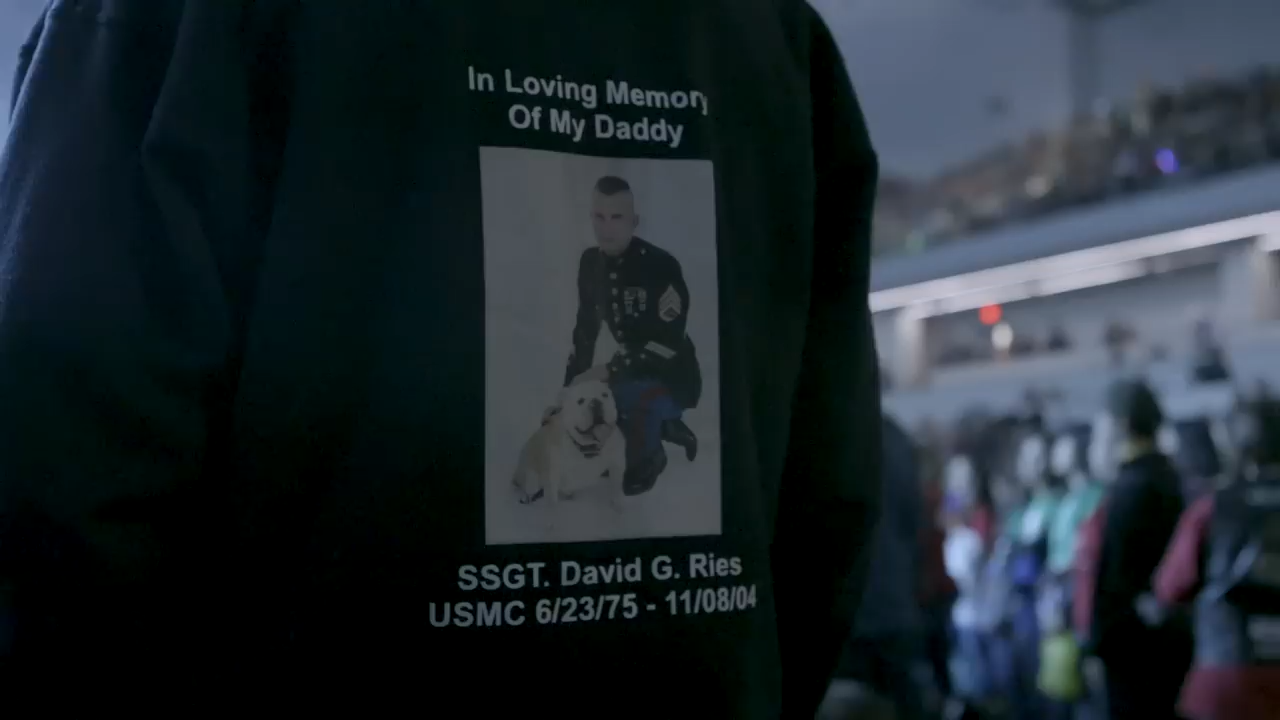 In Loving Memory
Of My Daddy
SSGT. David G. Ries
USMC 6/23/75 - 11/08/04